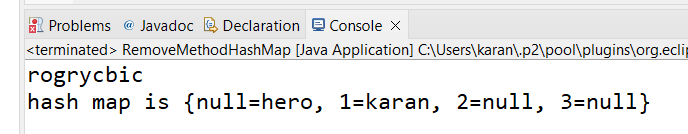 Problems @ Javadoc Declaration Console
<terminated> RemoveMethodHashMap [Java Application] C:\Users\karan\.p2\pool\plugins\org.eclip
rogrycbic
hash map is {null=hero, 1=karan, 2=null, 3=null}